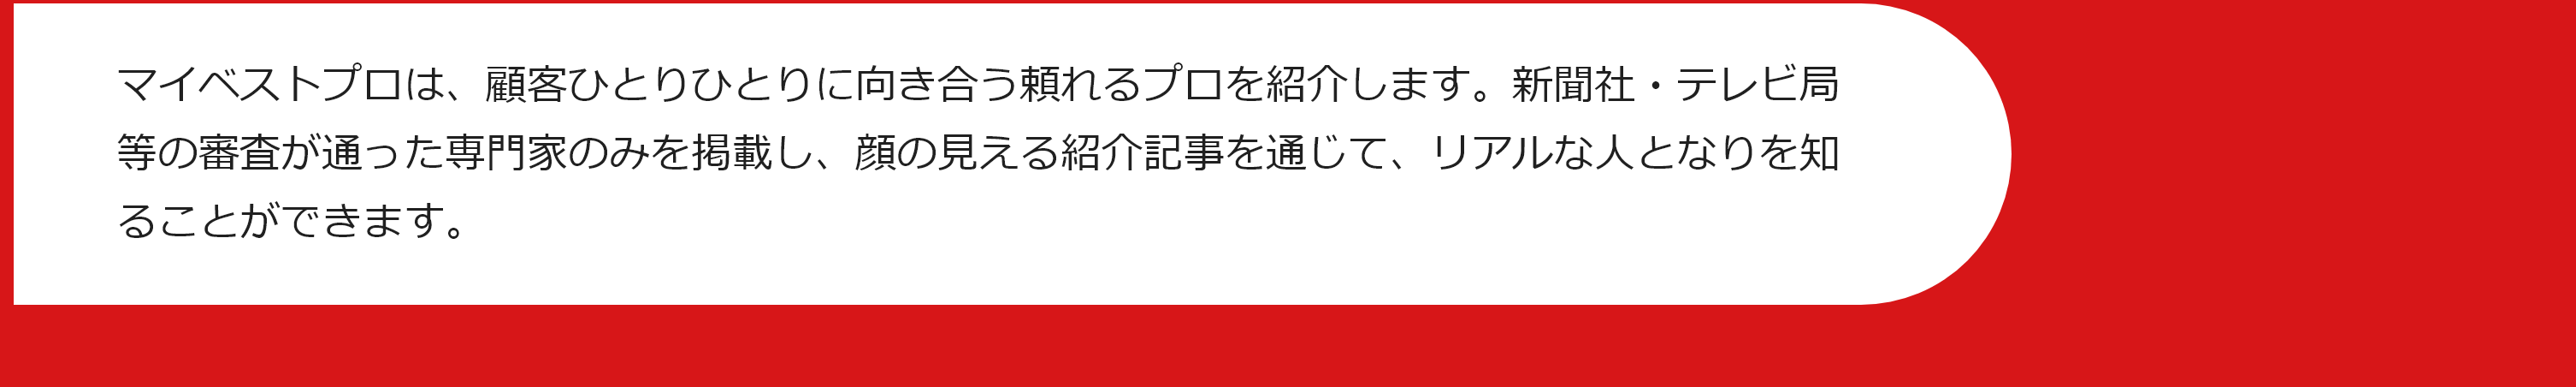 マイベストプロは、顧客ひとりひとりに向き合う頼れるプロを紹介します。新聞社・テレビ局
等の審査が通った専門家のみを掲載し、顔の見える紹介記事を通じて、リアルな人となりを知
ることができます。